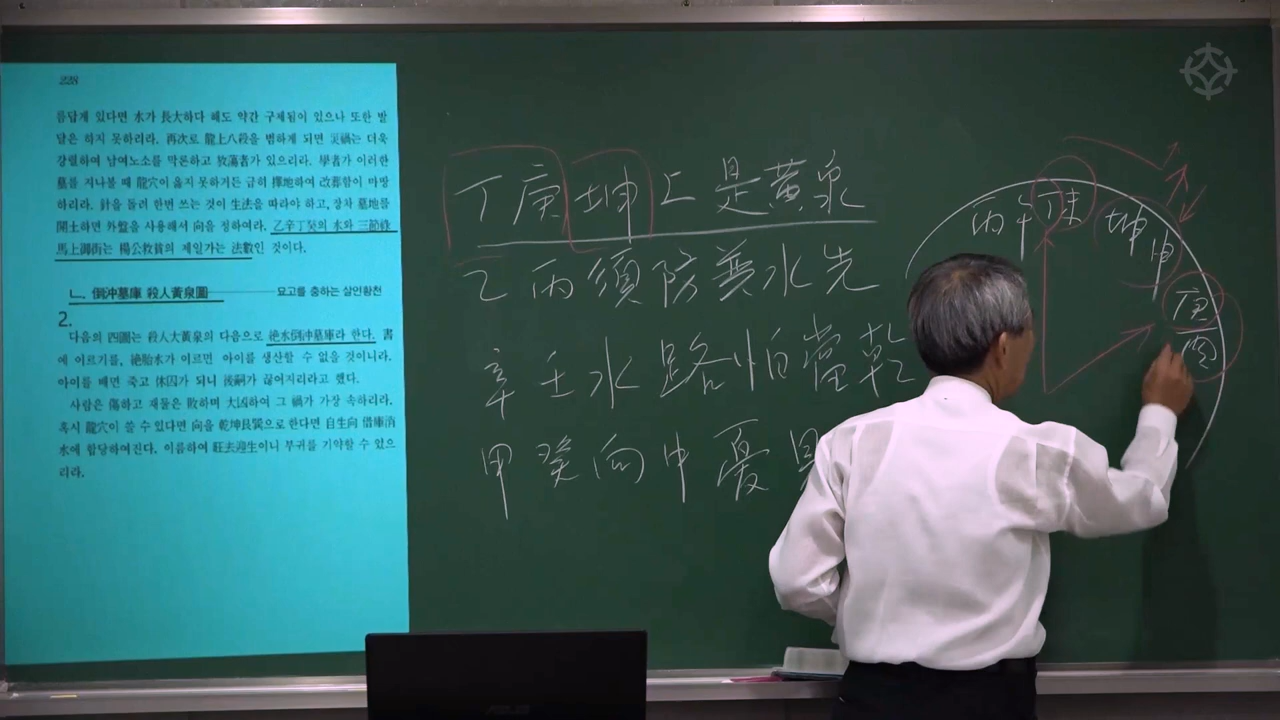 228
름답게 있다면 水가 長大하다 해도 약간 구제됨이 있으나 또한 발
달은 하지 못하리라. 再次로 龍上八殺을 범하게 되면 災禍는 더욱
강렬하여 남여노소를 막론하고 放蕩者가 있으리라. 學者가 이러한
墓를 지나볼 때 龍穴이 옳지 못하거든 급히 擇地하여 改葬함이 마땅
하리라. 針을 돌려 한번 쓰는 것이 生法을 따라야 하고, 장차 墓地를
開土하면 外盤을 사용해서 向을 정하여라. 乙辛丁癸의 水와 三節祿
馬上御街는 楊公救貧의 제일가는 法數인 것이다.
ㄴ. 倒沖墓庫 殺人黃泉圖 묘고를 충하는 살인황천
2.
다음의 四圖는 殺人大黃泉의 다음으로 絶水倒沖墓庫라 한다. 書
에 이르기를, 絶胎水가 이르면 아이를 생산할 수 없을 것이니라.
아이를 배면 죽고 休囚가 되니 後嗣가 끊어지리라고 했다.
사람은 傷하고 재물은 敗하며 大凶하여 그 禍가 가장 속하리라.
혹시 龍穴이 쓸 수 있다면 向을 乾坤艮巽으로 한다면 自生向 借庫消
水에 합당하여진다. 이름하여 旺去迎生이니 부귀를 기약할 수 있으
리라.
丁庚坤上是黃泉
乙丙須防巽水先
辛壬水路怕當乾
甲癸向中憂
丙午丁未坤申庚酉